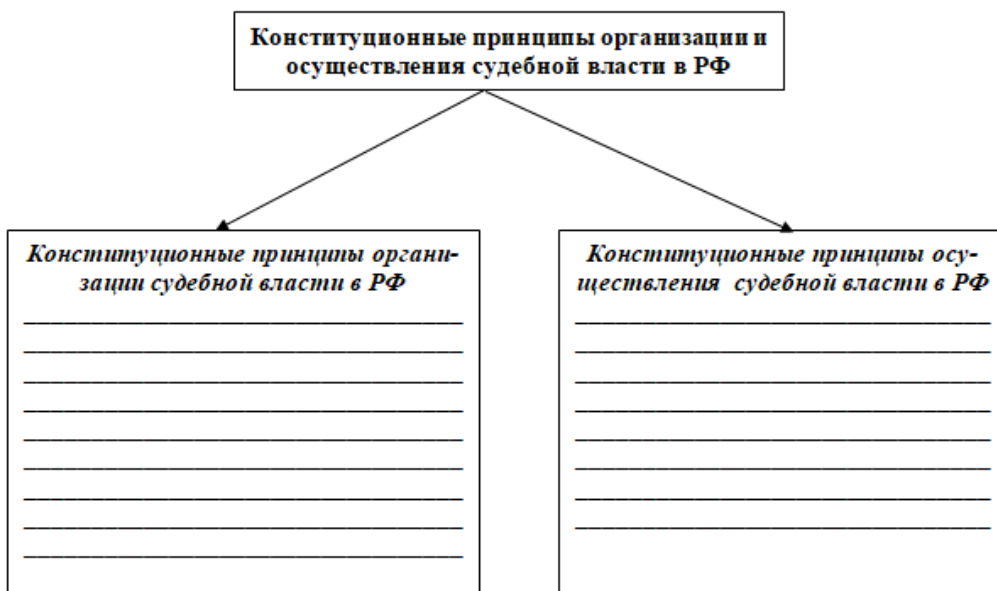 Конституционные принципы организации и
осуществления судебной власти в РФ
Конституционные принципы органи-
зации судебной власти в РФ
Конституционные принципы осу-
ществления судебной власти в РФ